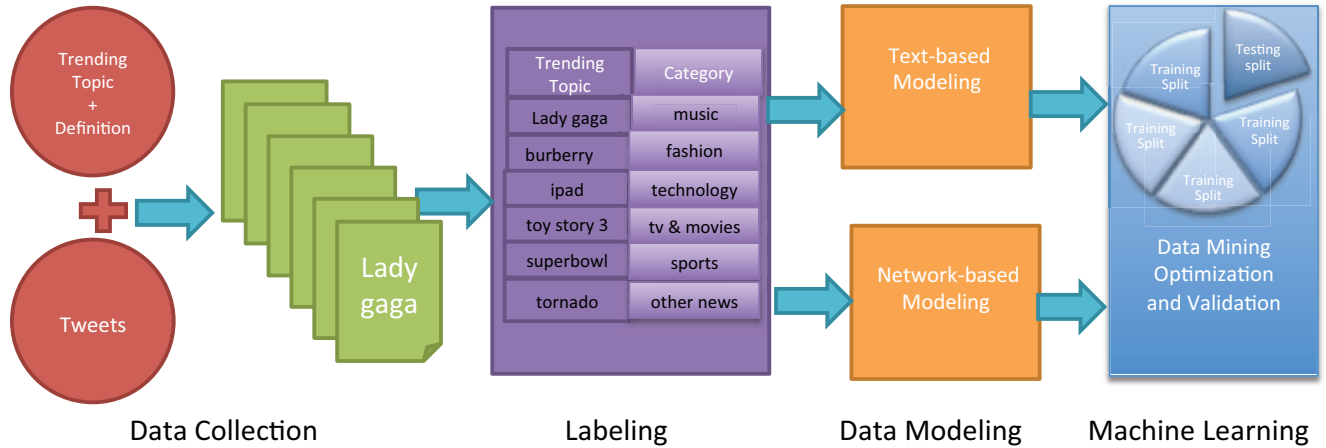 Trending
Topic
+
Definition
Tweets
Lady
gaga
Trending
Topic
Category
Lady gaga
music
burberry
fashion
ipad
technology
toy story 3
tv & movies
superbowl
sports
tornado
other news
Text-based
Modeling
Network-based
Modeling
Testing
split
Training
Split
Training
Split
Training
Split
Training
Split
Data Mining
Optimization
and Validation
Data Collection
Labeling
Data Modeling
Machine Learning